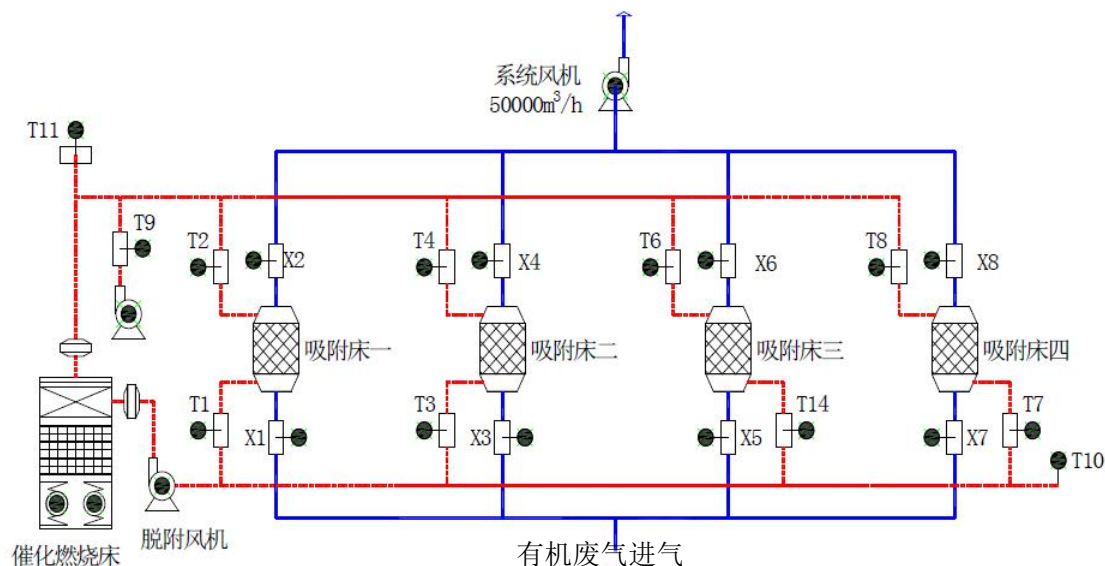 系统风机
50000m³/h
T11
T9
T2
X2
T4
X4
T6
X6
T8
X8
吸附床一
吸附床二
吸附床三
吸附床四
T1
X1
T3
X3
X5
T14
X7
T7
T10
脱附风机
催化燃烧床
有机废气进气